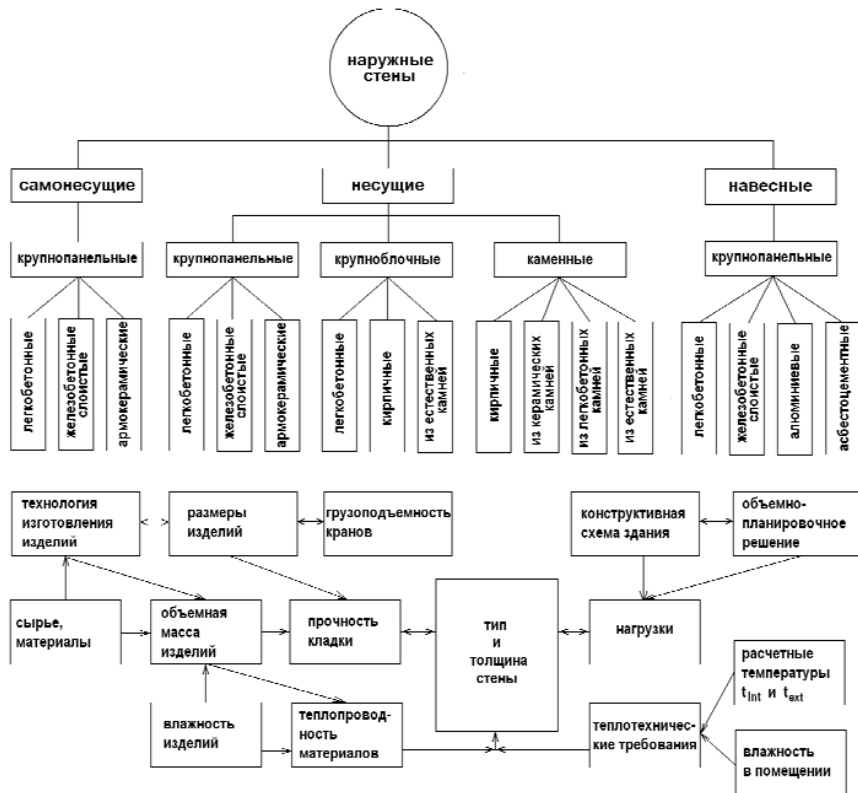 наружные
стены
самонесущие
несущие
навесные
крупнопанельные
крупнопанельные
крупноблочные
каменные
крупнопанельные
легкобетонные
железобетонные
слоистые
армокерамические
легкобетонные
железобетонные
слоистые
армокерамические
легкобетонные
кирпичные
из естественных
камней
кирпичные
из керамических
камней
из легкобетонных
камней
из естественных
камней
легкобетонные
железобетонные
слоистые
алюминиевые
асбестоцементные
технология
изготовления
изделий
размеры
изделий
грузоподъемность
кранов
конструктивная
схема здания
объемно-
планировочное
решение
сырье,
материалы
объемная
масса
изделий
прочность
кладки
тип
и
толщина
стены
нагрузки
расчетные
температуры
t int и t ext
влажность
изделий
теплопровод-
ность
материалов
теплотехничес-
кие требования
влажность
в помещении